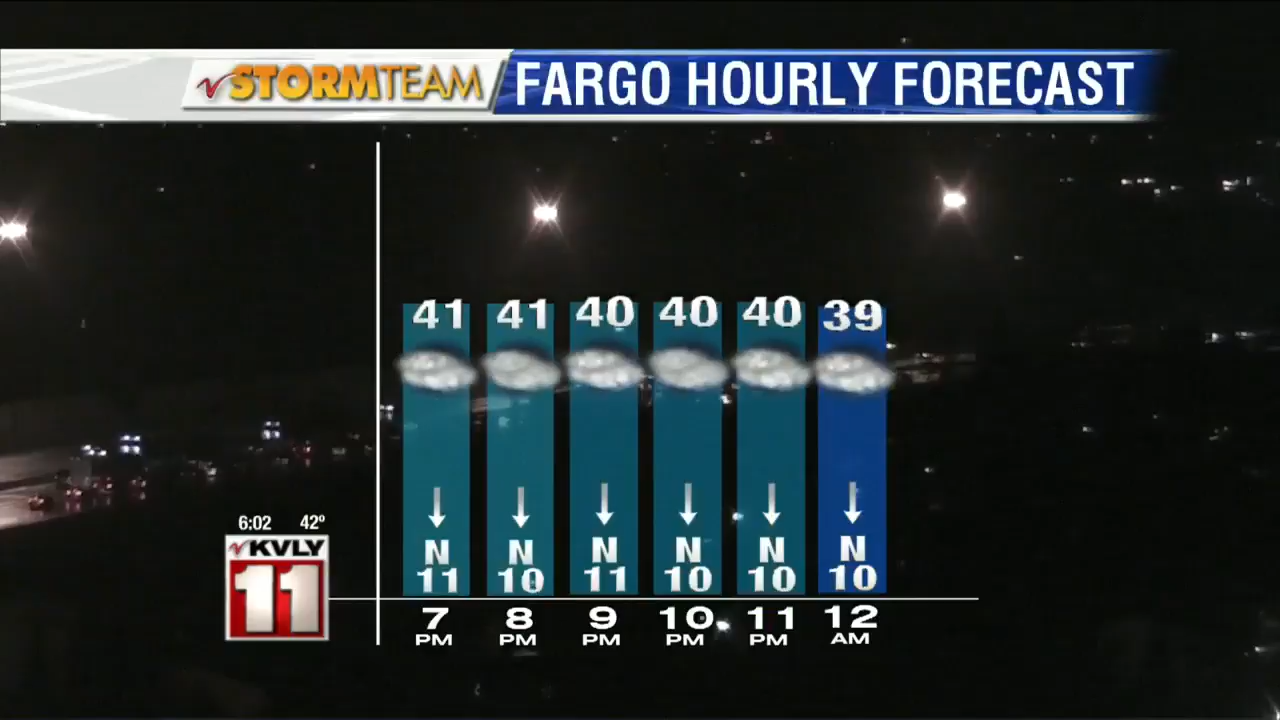 STORMTEAM FARGO HOURLY FORECAST
41 41 40 40 40 39
N N N N N N
11 10 11 10 10 10
6:02 42º
KVLY
11
7 8 9 10 11 12
PM PM PM PM PM AM